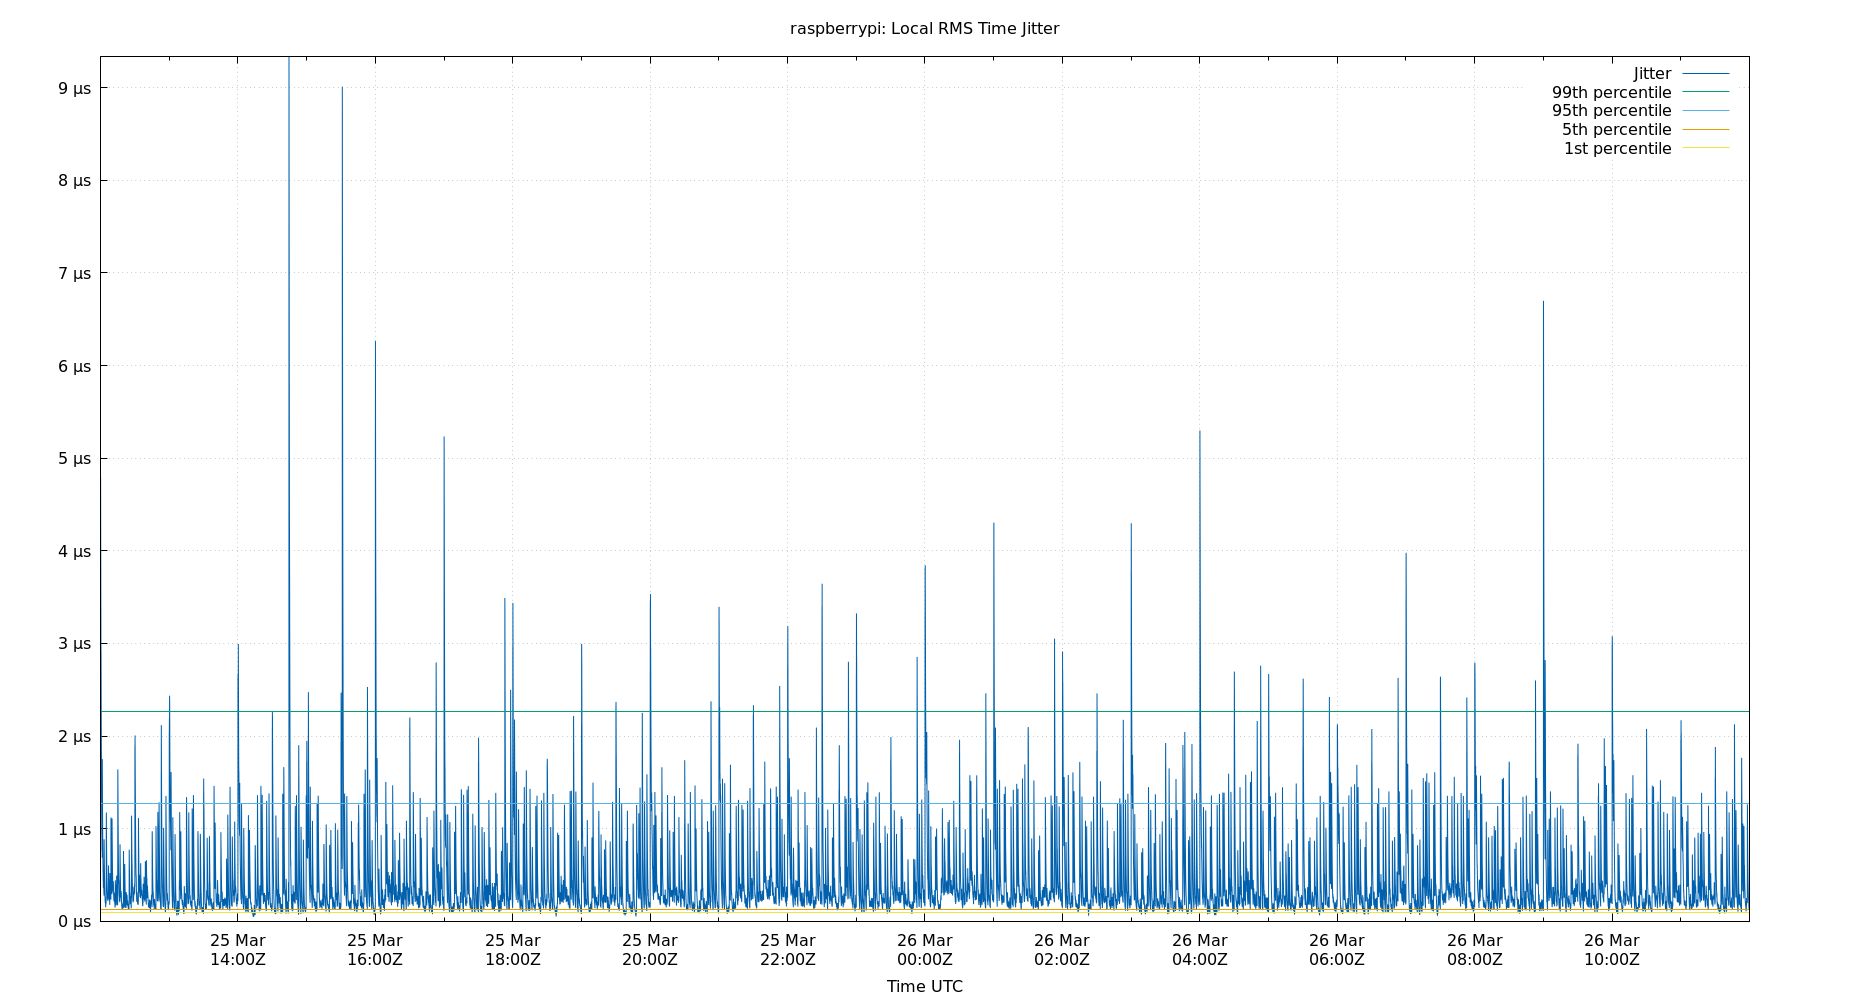 raspberrypi: Local RMS Time Jitter
Jitter
99th percentile
95th percentile
5th percentile
1st percentile
9 µs
8 µs
7 µs
6 µs
5 µs
4 µs
3 µs
2 µs
1 µs
0 µs
25 Mar 25 Mar 25 Mar 25 Mar 25 Mar 26 Mar 26 Mar 26 Mar 26 Mar 26 Mar 26 Mar
14:00Z 16:00Z 18:00Z 20:00Z 22:00Z 00:00Z 02:00Z 04:00Z 06:00Z 08:00Z 10:00Z
Time UTC